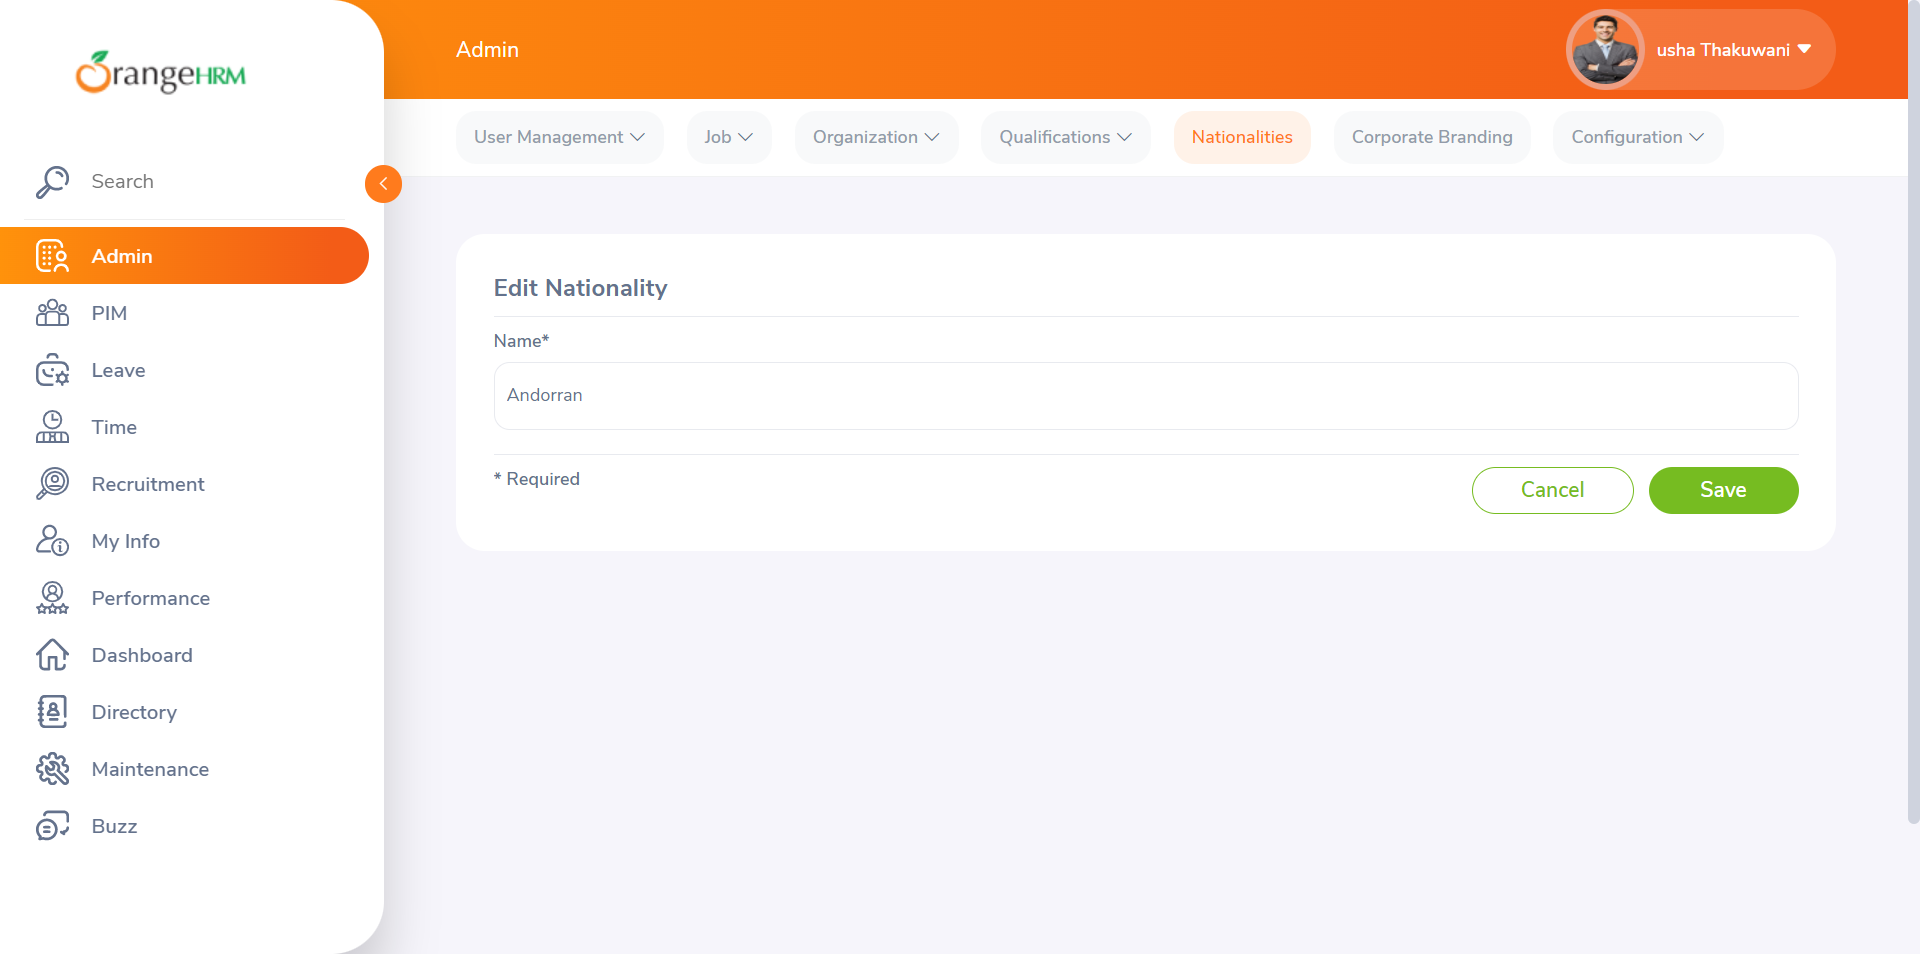 OrangeHRM
Search
Admin
PIM
Leave
Time
Recruitment
My Info
Performance
Dashboard
Directory
Maintenance
Buzz
Admin
usha Thakuwani
User Management
Job
Organization
Qualifications
Nationalities
Corporate Branding
Configuration
Edit Nationality
Name*
Andorran
* Required
Cancel
Save